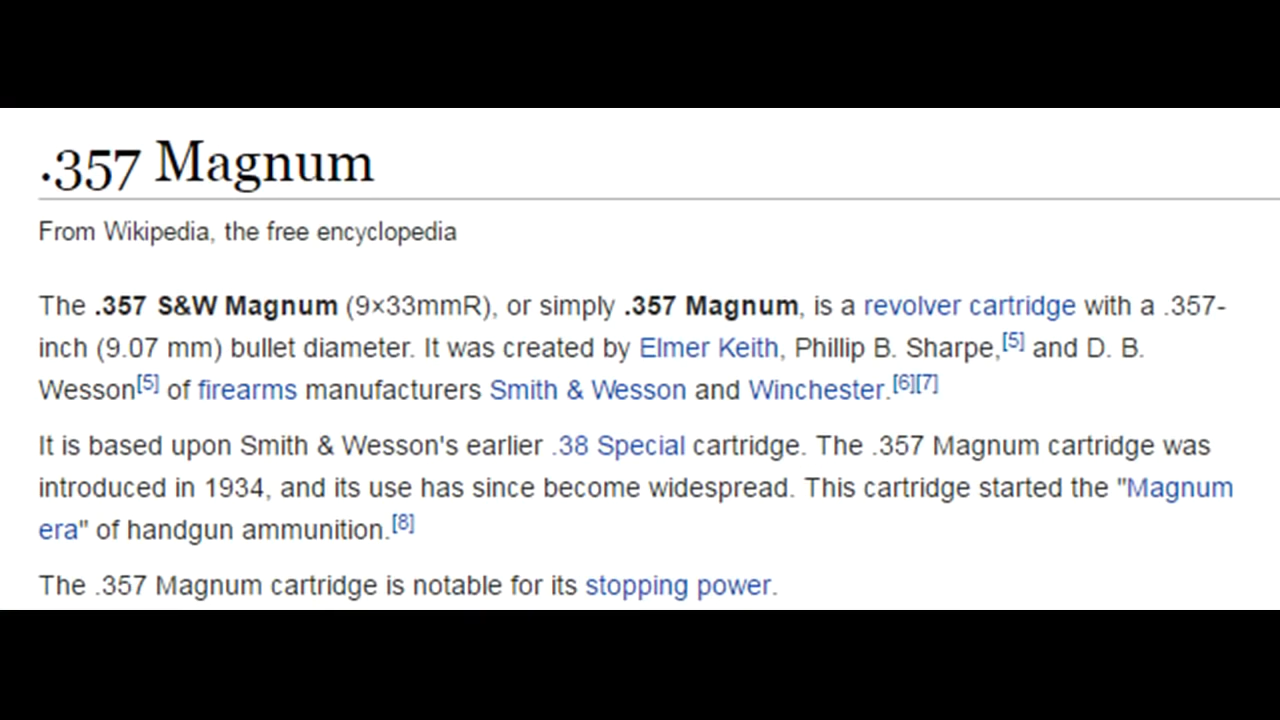 .357 Magnum
From Wikipedia, the free encyclopedia
The .357 S&W Magnum (9×33mmR), or simply .357 Magnum, is a revolver cartridge with a .357-
inch (9.07 mm) bullet diameter. It was created by Elmer Keith, Phillip B. Sharpe,[5] and D. B.
Wesson[5] of firearms manufacturers Smith & Wesson and Winchester.[6][7]
It is based upon Smith & Wesson's earlier .38 Special cartridge. The .357 Magnum cartridge was
introduced in 1934, and its use has since become widespread. This cartridge started the "Magnum
era" of handgun ammunition.[8]
The .357 Magnum cartridge is notable for its stopping power.